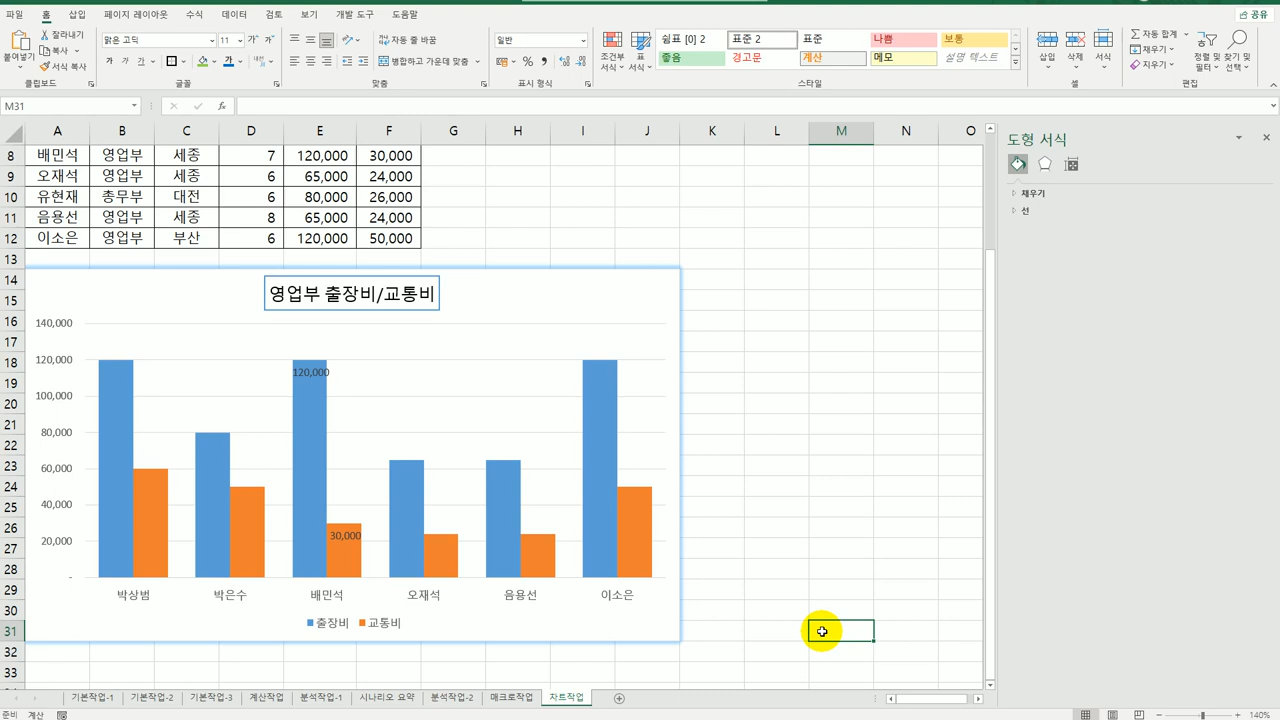 파일 홈 삽입 페이지 레이아웃 수식 데이터 검토 보기 개발 도구 도움말 공유
잘라내기 맑은 고딕 11 자동 줄 바꿈 일반 쉼표 [0] 2 표준 2 표준 나쁨 보통 자동 합계
복사 채우기
붙여넣기 서식 복사 병합하고 가운데 맞춤 조건부 서식 표 서식 좋음 경고문 계산 메모 설명 텍스트 삽입 삭제 서식 지우기 정렬 및 필터 찾기 및 선택
클립보드 글꼴 맞춤 표시 형식 스타일 셀 편집
M31 fx
A B C D E F G H I J K L M N O
도형 서식
채우기
선
8 배민석 영업부 세종 7 120,000 30,000
9 오재석 영업부 세종 6 65,000 24,000
10 유현재 총무부 대전 6 80,000 26,000
11 음용선 영업부 세종 8 65,000 24,000
12 이소은 영업부 부산 6 120,000 50,000
13
14
15
16
17
18
19
20
21
22
23
24
25
26
27
28
29
30
31
32
33
영업부 출장비/교통비
140,000
120,000
100,000
80,000
60,000
40,000
20,000
-
120,000
30,000
박상범 박은수 배민석 오재석 음용선 이소은
출장비 교통비
기본작업-1 기본작업-2 기본작업-3 계산작업 분석작업-1 시나리오 요약 분석작업-2 매크로작업 차트작업
준비 계산 140%